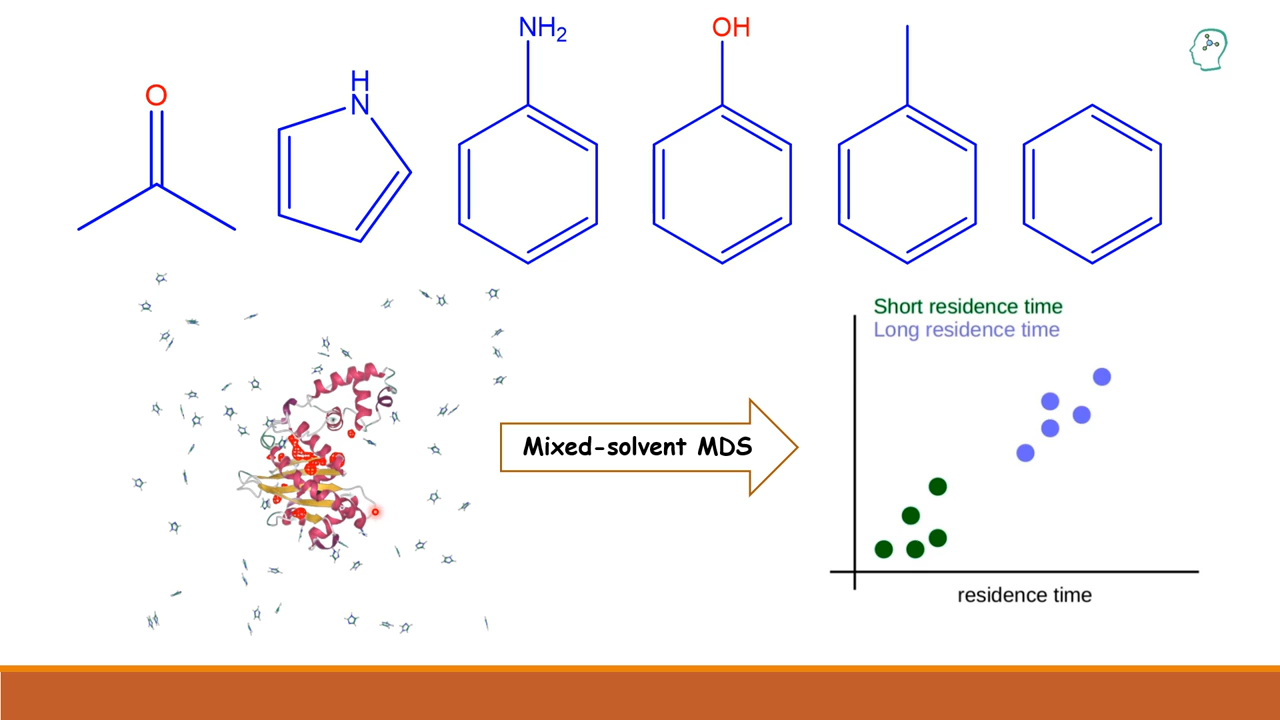 O
H
N
NH2
OH
Short residence time
Long residence time
Mixed-solvent MDS
residence time